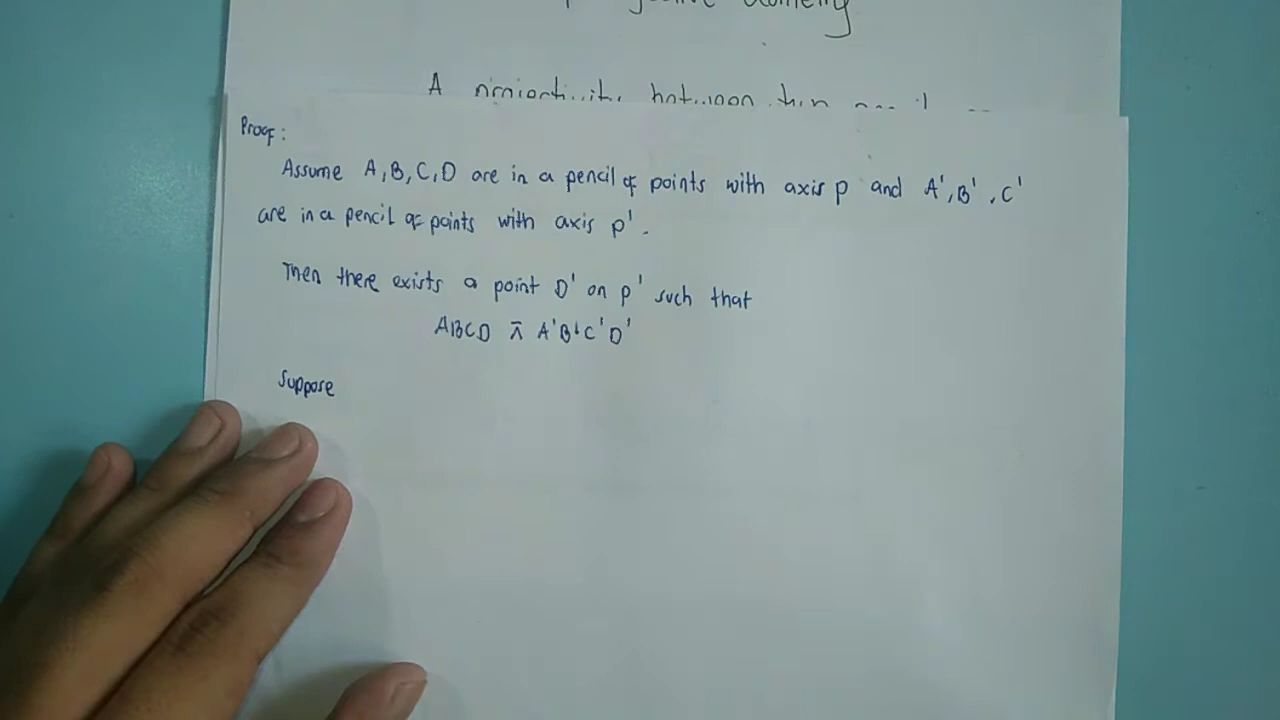 A
Proof:
Assume A, B, C, D are in a pencil of points with axis p and A', B', C'
are in a pencil of points with axis p'.
Then there exists a point D' on p' such that
ABCD ⊼ A'B'C'D'
Suppose